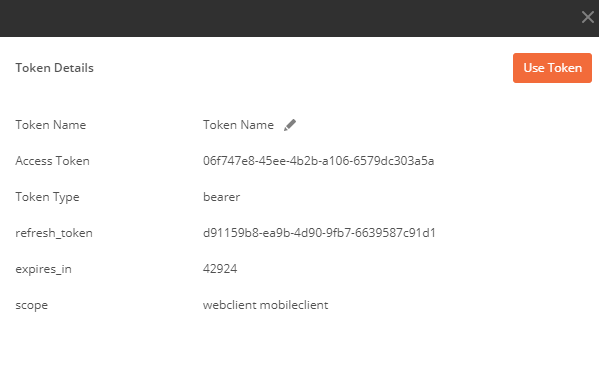 Token Details
Use Token
Token Name Token Name
Access Token 06f747e8-45ee-4b2b-a106-6579dc303a5a
Token Type bearer
refresh_token d91159b8-ea9b-4d90-9fb7-6639587c91d1
expires_in 42924
scope webclient mobileclient